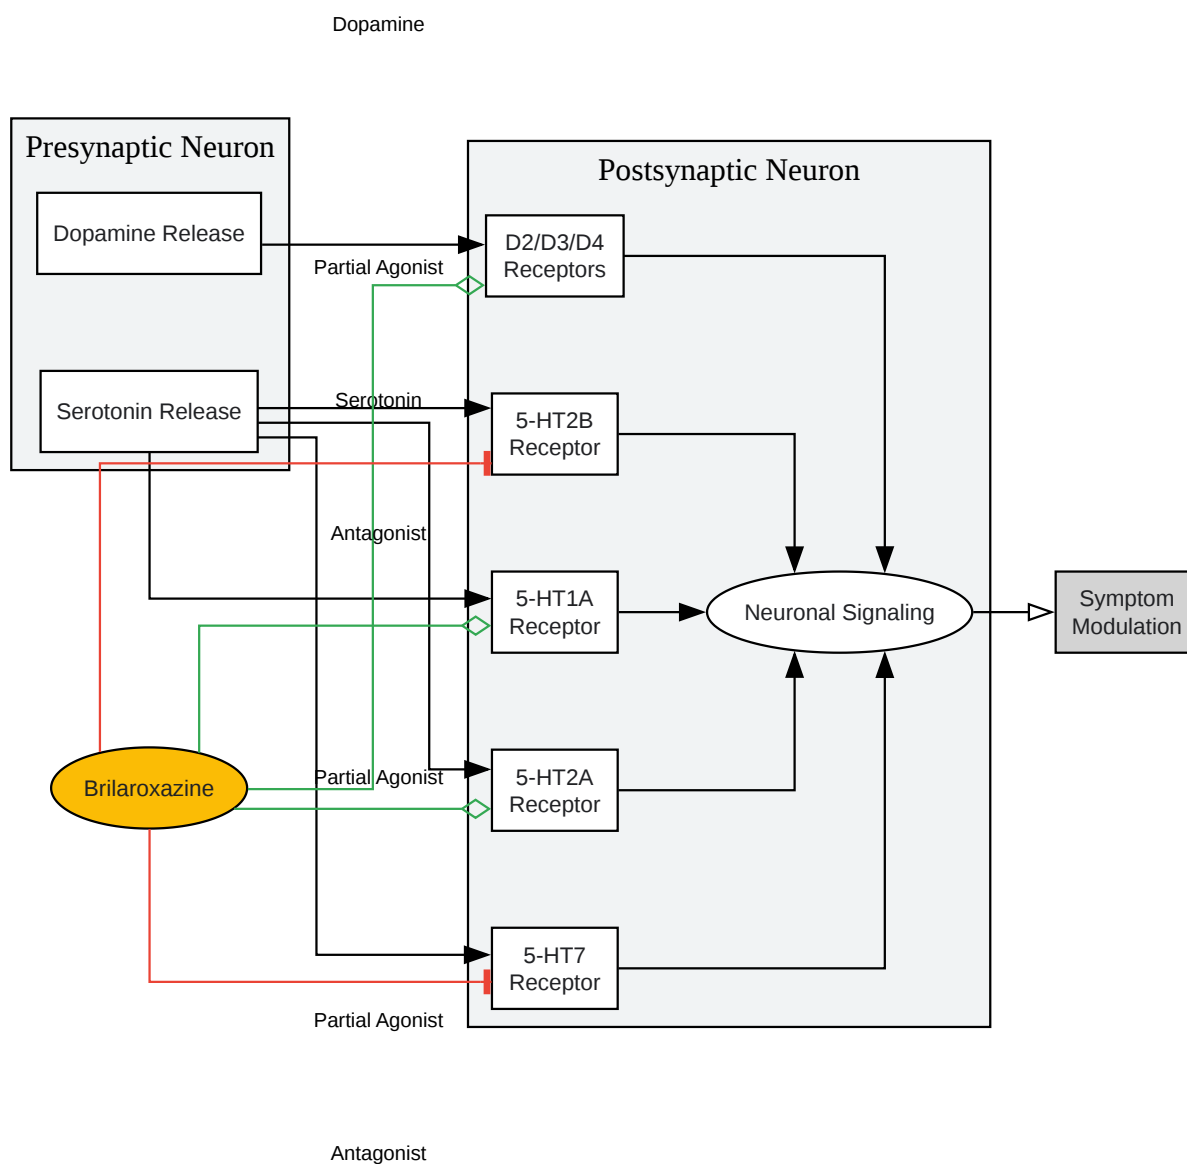 Dopamine
Presynaptic Neuron
Postsynaptic Neuron
Dopamine Release
D2/D3/D4
Receptors
Partial Agonist
Serotonin
Serotonin Release
5-HT2B
Receptor
Antagonist
5-HT1A
Receptor
Neuronal Signaling
Symptom
Modulation
Brilaroxazine
Partial Agonist
5-HT2A
Receptor
5-HT7
Receptor
Partial Agonist
Antagonist